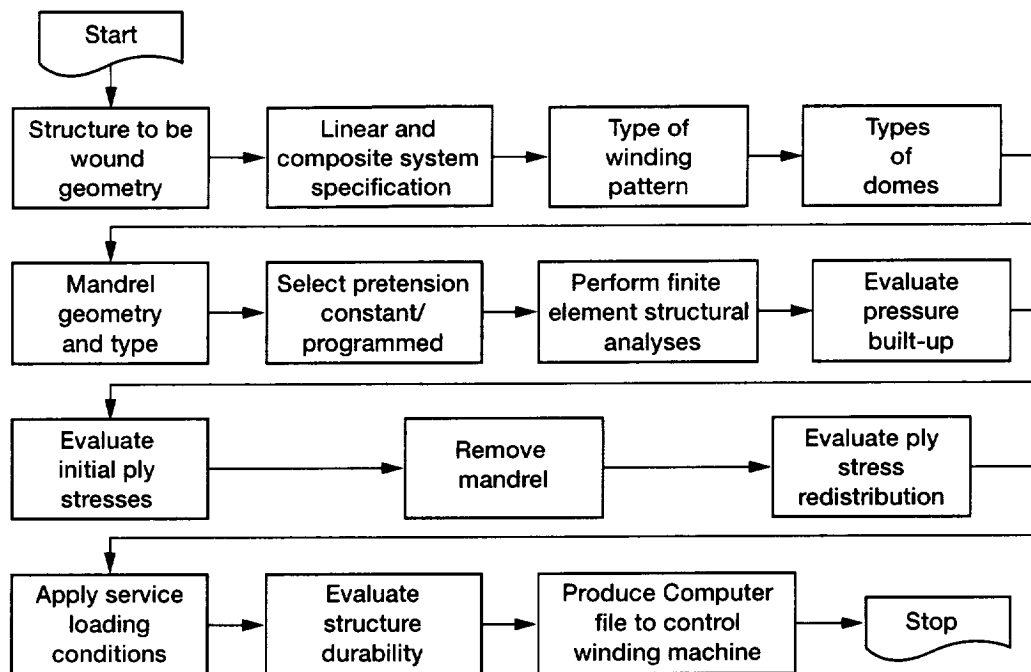 Start
Structure to be
wound
geometry
Linear and
composite system
specification
Type of
winding
pattern
Types
of
domes
Mandrel
geometry
and type
Select pretension
constant/
programmed
Perform finite
element structural
analyses
Evaluate
pressure
built-up
Evaluate
initial ply
stresses
Remove
mandrel
Evaluate ply
stress
redistribution
Apply service
loading
conditions
Evaluate
structure
durability
Produce Computer
file to control
winding machine
Stop